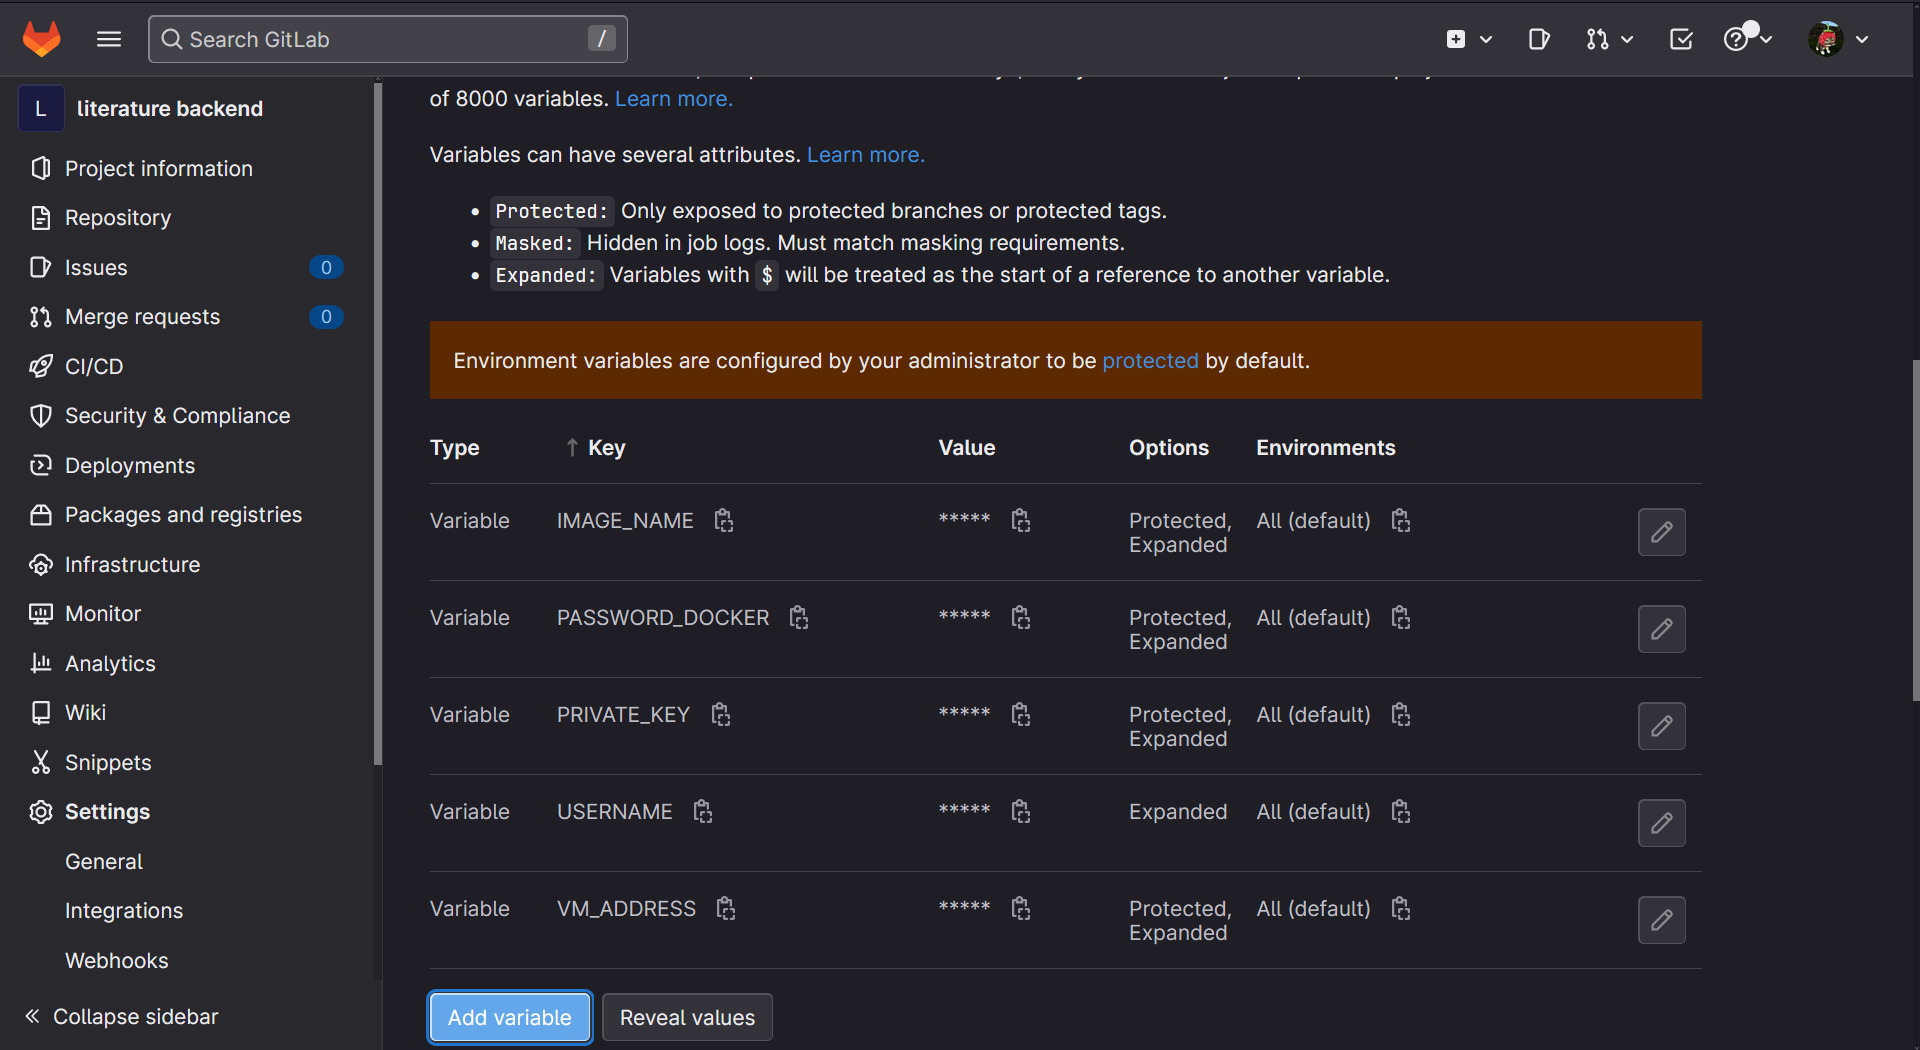 Search GitLab
/
L
literature backend
Project information
Repository
Issues
0
Merge requests
0
CI/CD
Security & Compliance
Deployments
Packages and registries
Infrastructure
Monitor
Analytics
Wiki
Snippets
Settings
General
Integrations
Webhooks
Collapse sidebar
of 8000 variables. Learn more.
Variables can have several attributes. Learn more.
Protected: Only exposed to protected branches or protected tags.
Masked: Hidden in job logs. Must match masking requirements.
Expanded: Variables with $ will be treated as the start of a reference to another variable.
Environment variables are configured by your administrator to be protected by default.
Type ↑ Key Value Options Environments
Variable IMAGE_NAME ***** Protected, All (default)
Expanded
Variable PASSWORD_DOCKER ***** Protected, All (default)
Expanded
Variable PRIVATE_KEY ***** Protected, All (default)
Expanded
Variable USERNAME ***** Expanded All (default)
Variable VM_ADDRESS ***** Protected, All (default)
Expanded
Add variable Reveal values